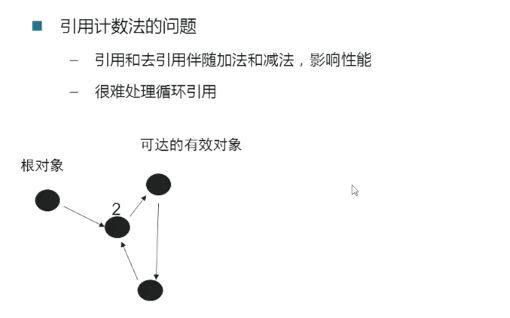 引用计数法的问题
– 引用和去引用伴随加法和减法，影响性能
– 很难处理循环引用
可达的有效对象
根对象
2